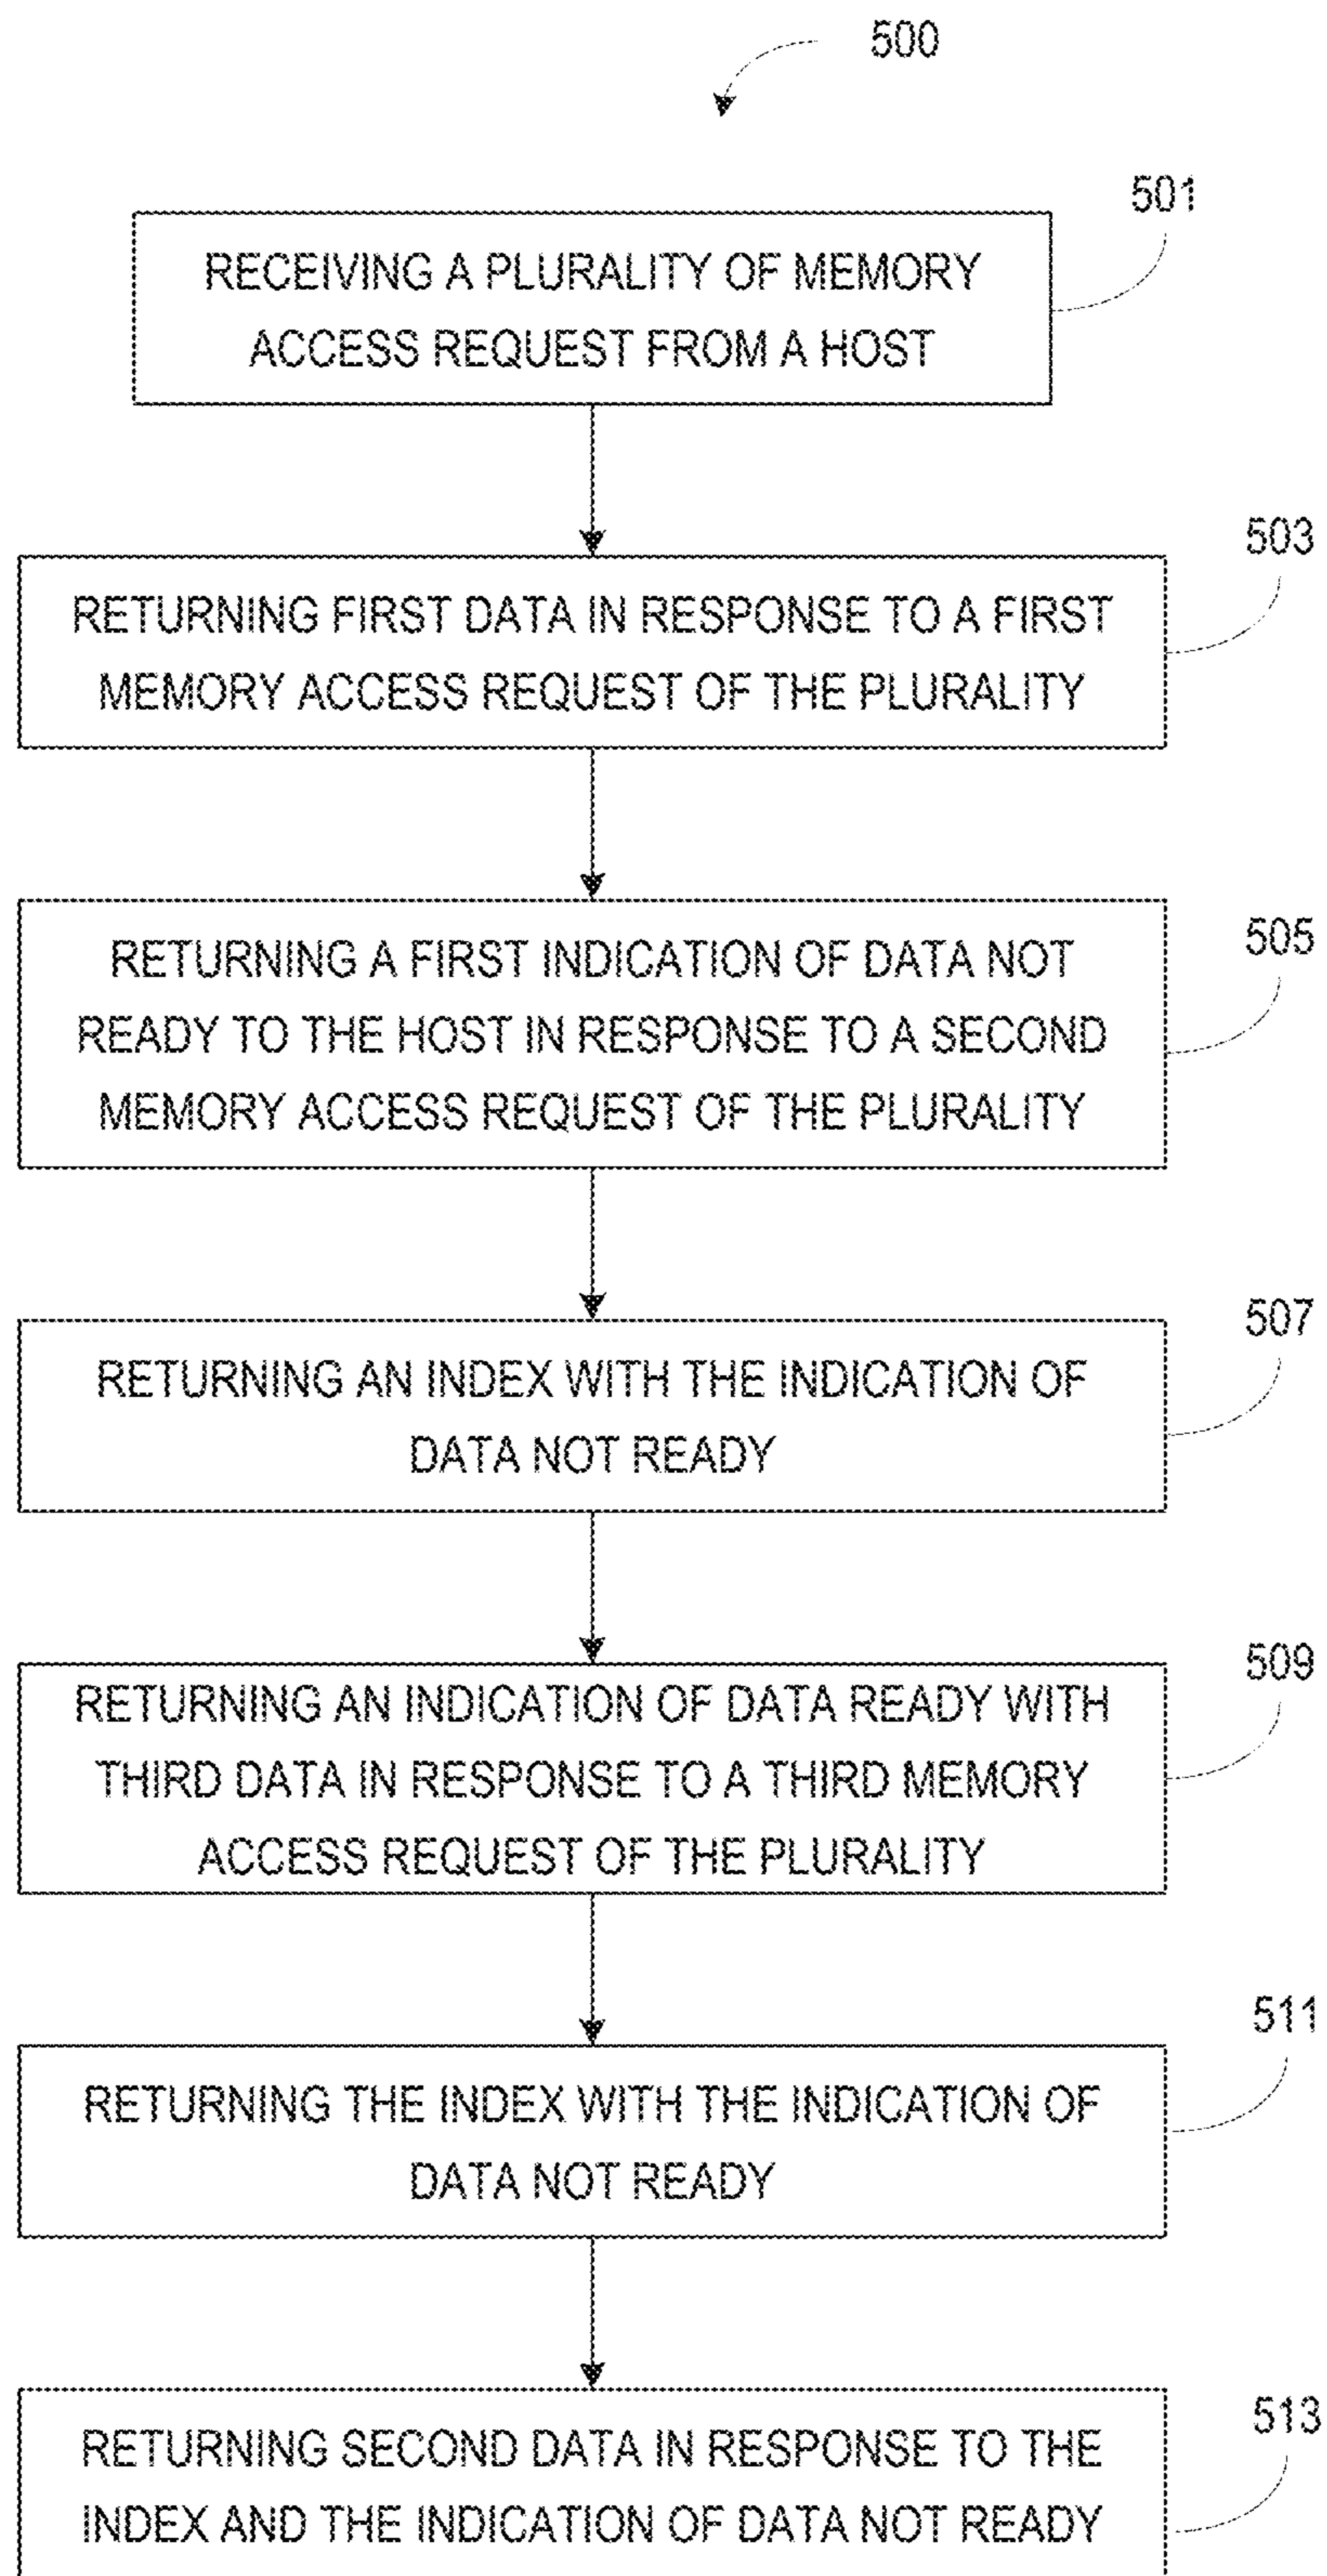 500
501
RECEIVING A PLURALITY OF MEMORY
ACCESS REQUEST FROM A HOST
503
RETURNING FIRST DATA IN RESPONSE TO A FIRST
MEMORY ACCESS REQUEST OF THE PLURALITY
505
RETURNING A FIRST INDICATION OF DATA NOT
READY TO THE HOST IN RESPONSE TO A SECOND
MEMORY ACCESS REQUEST OF THE PLURALITY
507
RETURNING AN INDEX WITH THE INDICATION OF
DATA NOT READY
509
RETURNING AN INDICATION OF DATA READY WITH
THIRD DATA IN RESPONSE TO A THIRD MEMORY
ACCESS REQUEST OF THE PLURALITY
511
RETURNING THE INDEX WITH THE INDICATION OF
DATA NOT READY
513
RETURNING SECOND DATA IN RESPONSE TO THE
INDEX AND THE INDICATION OF DATA NOT READY